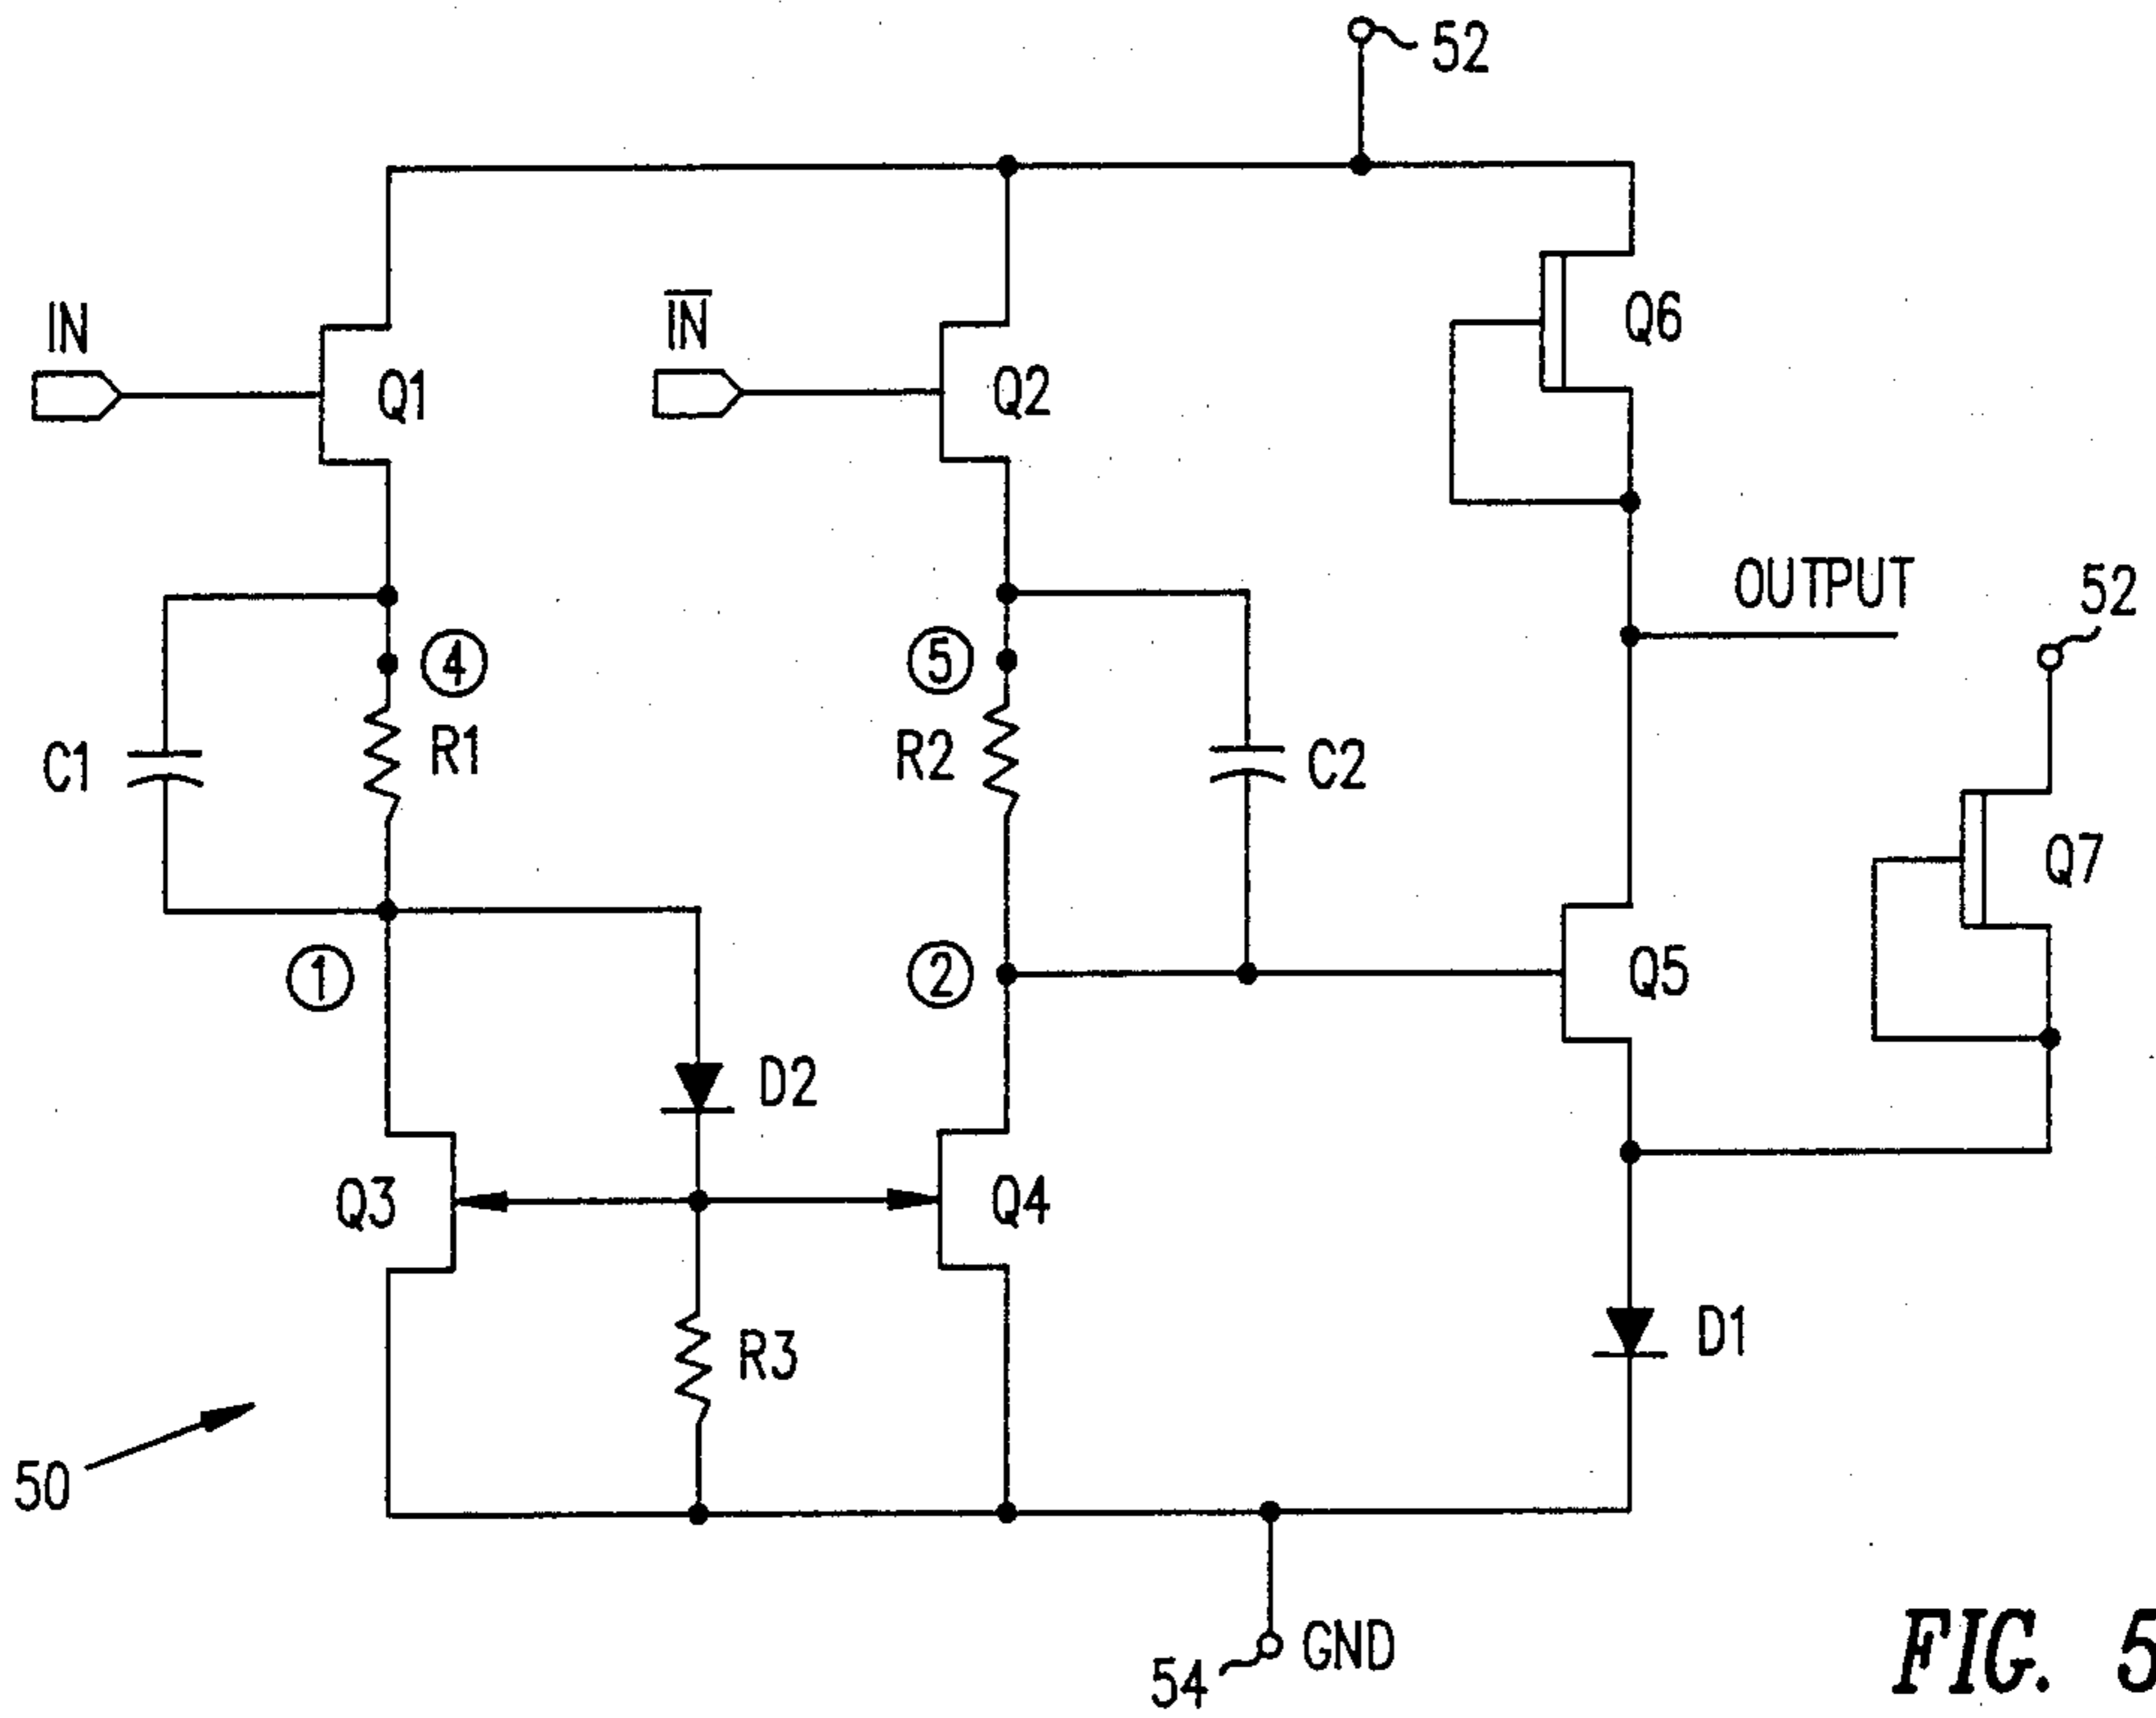 52
IN
I̅N̅
Q1
Q2
Q6
OUTPUT
52
④
⑤
C1
R1
R2
C2
Q7
①
②
Q5
D2
Q3
Q4
R3
D1
50
GND
54
FIG. 5